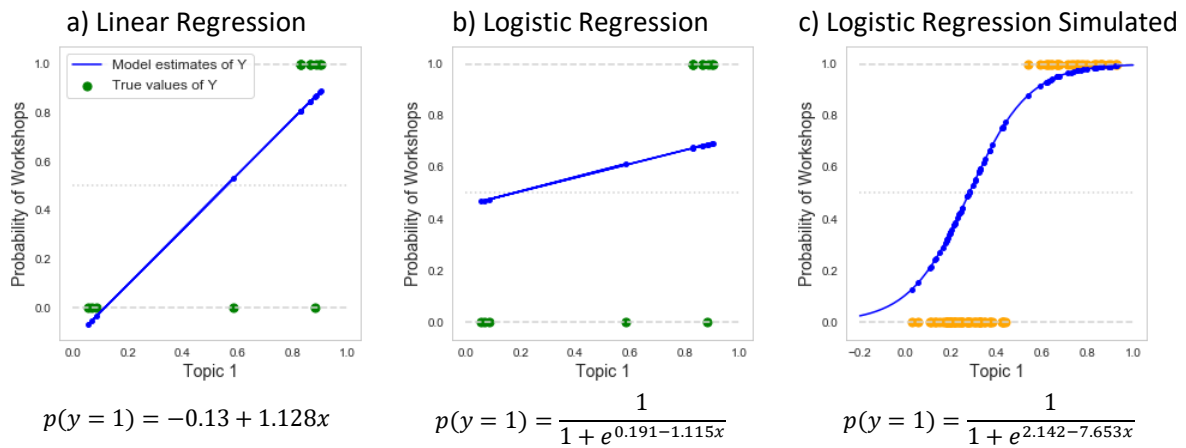 a) Linear Regression
b) Logistic Regression
c) Logistic Regression Simulated
Model estimates of Y
True values of Y
Probability of Workshops
1.0
0.8
0.6
0.4
0.2
0.0
0.0 0.2 0.4 0.6 0.8 1.0
Topic 1
Probability of Workshops
1.0
0.8
0.6
0.4
0.2
0.0
0.0 0.2 0.4 0.6 0.8 1.0
Topic 1
Probability of Workshops
1.0
0.8
0.6
0.4
0.2
0.0
−0.2 0.0 0.2 0.4 0.6 0.8 1.0
Topic 1
p(y = 1) = −0.13 + 1.128x
p(y = 1) = 1 / 1 + e^0.191−1.115x
p(y = 1) = 1 / 1 + e^2.142−7.653x